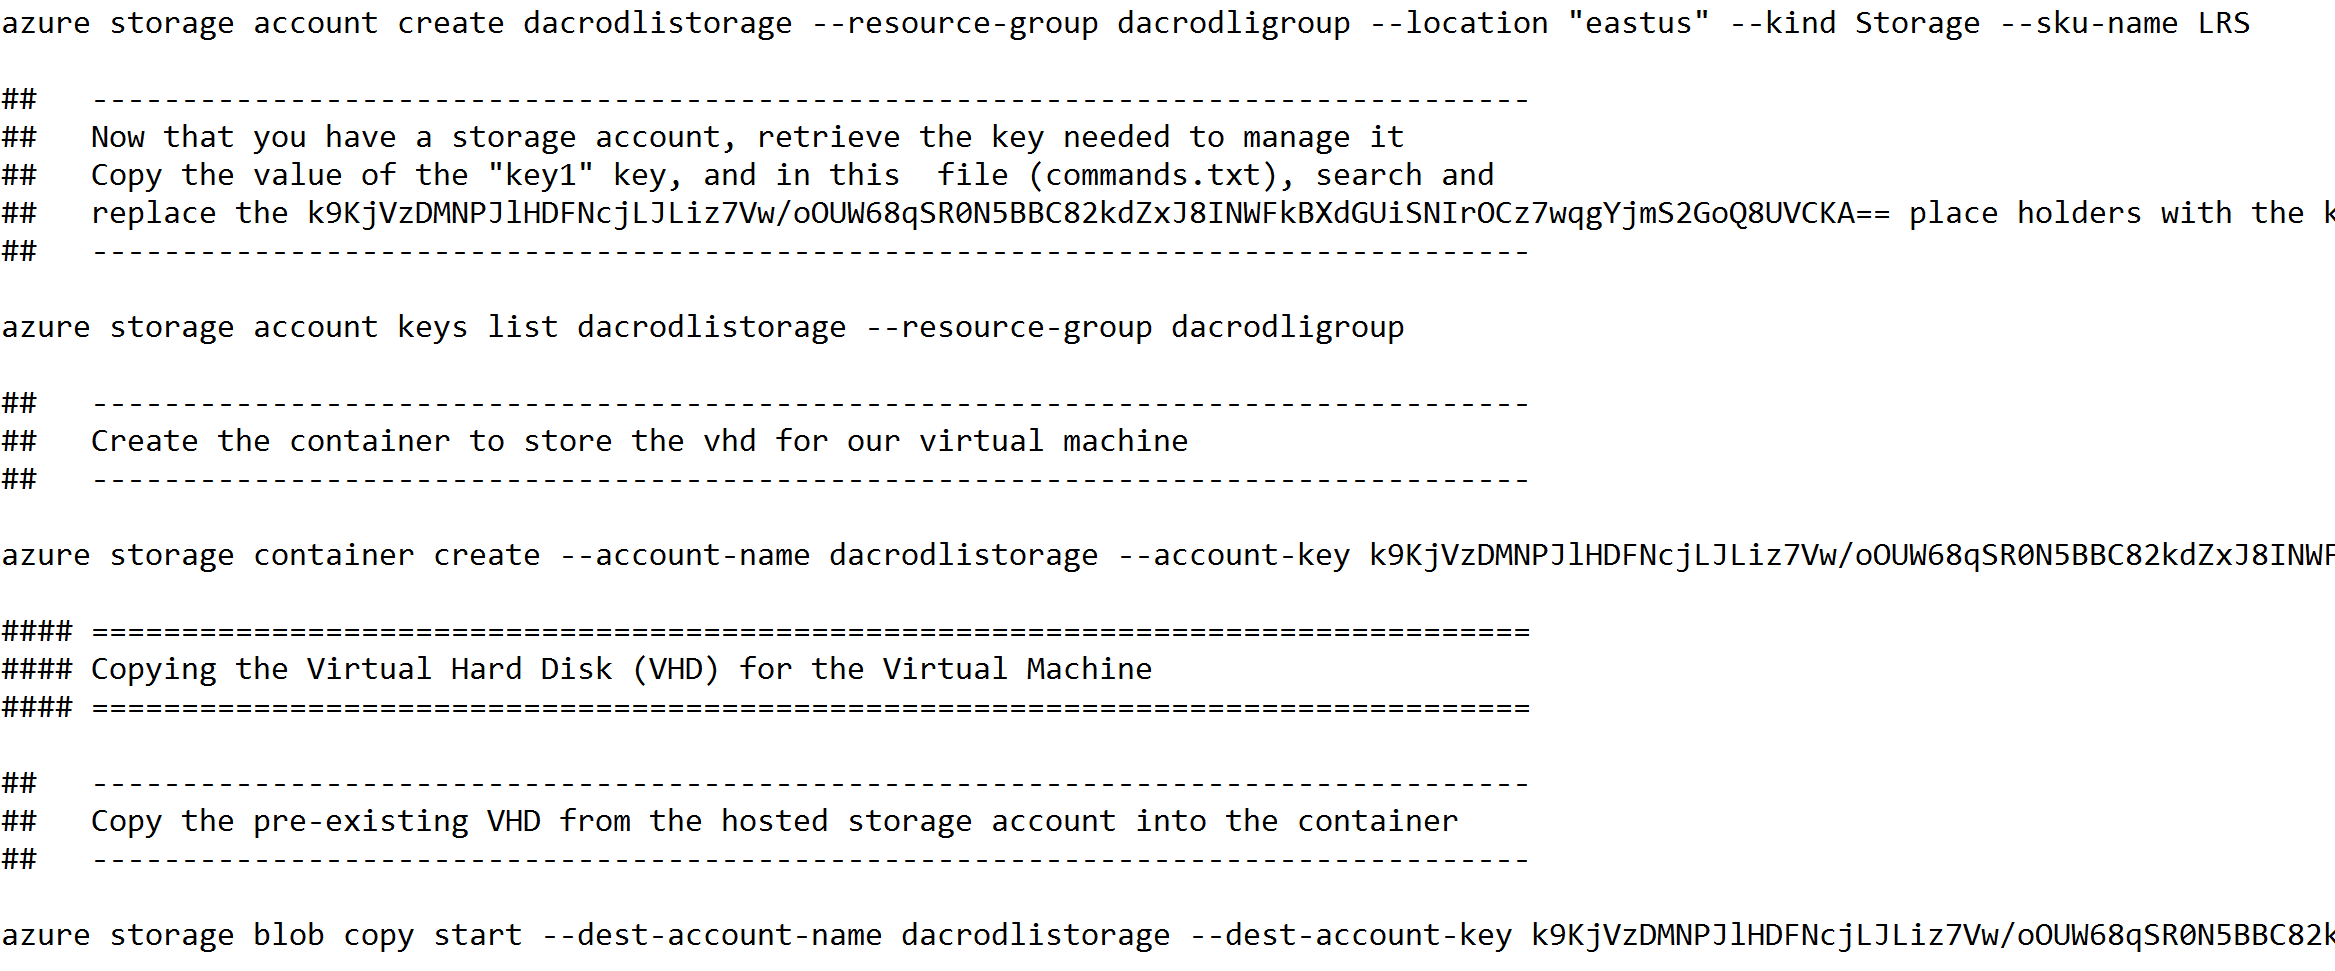 azure storage account create dacrodlistorage --resource-group dacrodligroup --location "eastus" --kind Storage --sku-name LRS
##   --------------------------------------------------------------------------------
##   Now that you have a storage account, retrieve the key needed to manage it
##   Copy the value of the "key1" key, and in this  file (commands.txt), search and
##   replace the k9KjVzDMNPJlHDFNcjLJLiz7Vw/oOUW68qSR0N5BBC82kdZxJ8INWFkBXdGUiSNIrOCz7wqgYjmS2GoQ8UVCKA== place holders with the k
##   --------------------------------------------------------------------------------
azure storage account keys list dacrodlistorage --resource-group dacrodligroup
##   --------------------------------------------------------------------------------
##   Create the container to store the vhd for our virtual machine
##   --------------------------------------------------------------------------------
azure storage container create --account-name dacrodlistorage --account-key k9KjVzDMNPJlHDFNcjLJLiz7Vw/oOUW68qSR0N5BBC82kdZxJ8INWF
#### ================================================================================
#### Copying the Virtual Hard Disk (VHD) for the Virtual Machine
#### ================================================================================
##   --------------------------------------------------------------------------------
##   Copy the pre-existing VHD from the hosted storage account into the container
##   --------------------------------------------------------------------------------
azure storage blob copy start --dest-account-name dacrodlistorage --dest-account-key k9KjVzDMNPJlHDFNcjLJLiz7Vw/oOUW68qSR0N5BBC82k